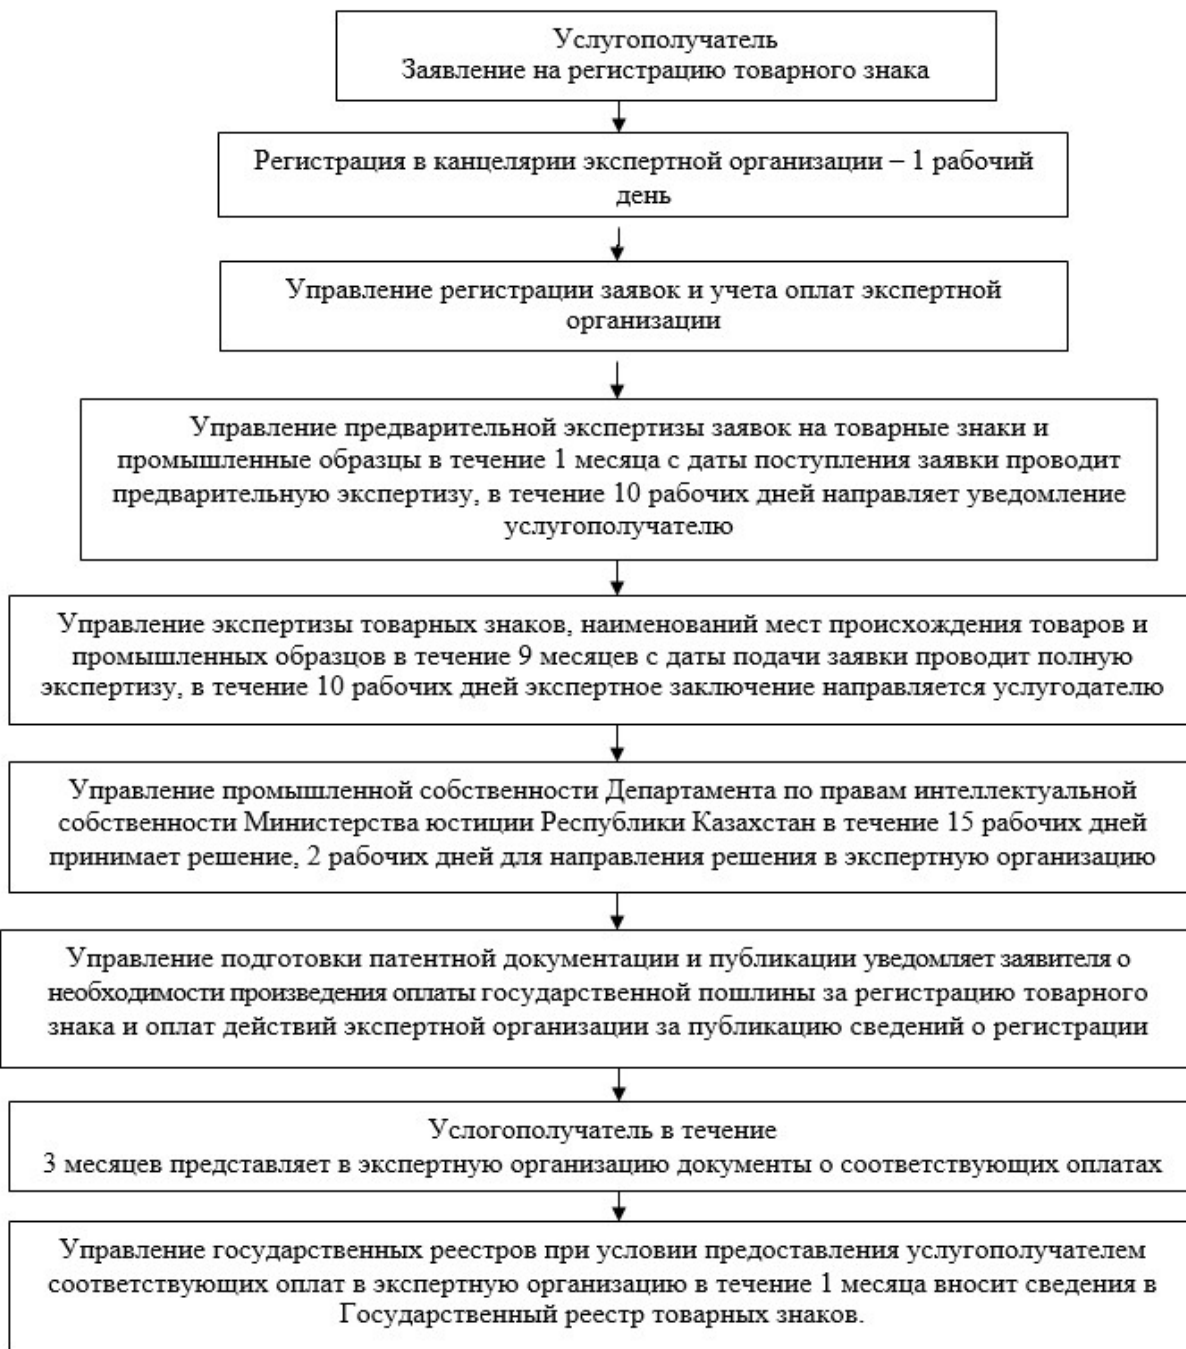 Услугополучатель
Заявление на регистрацию товарного знака
Регистрация в канцелярии экспертной организации – 1 рабочий
день
Управление регистрации заявок и учета оплат экспертной
организации
Управление предварительной экспертизы заявок на товарные знаки и
промышленные образцы в течение 1 месяца с даты поступления заявки проводит
предварительную экспертизу, в течение 10 рабочих дней направляет уведомление
услугополучателю
Управление экспертизы товарных знаков, наименований мест происхождения товаров и
промышленных образцов в течение 9 месяцев с даты подачи заявки проводит полную
экспертизу, в течение 10 рабочих дней экспертное заключение направляется услугодателю
Управление промышленной собственности Департамента по правам интеллектуальной
собственности Министерства юстиции Республики Казахстан в течение 15 рабочих дней
принимает решение, 2 рабочих дней для направления решения в экспертную организацию
Управление подготовки патентной документации и публикации уведомляет заявителя о
необходимости произведения оплаты государственной пошлины за регистрацию товарного
знака и оплат действий экспертной организации за публикацию сведений о регистрации
Услогополучатель в течение
3 месяцев представляет в экспертную организацию документы о соответствующих оплатах
Управление государственных реестров при условии предоставления услугополучателем
соответствующих оплат в экспертную организацию в течение 1 месяца вносит сведения в
Государственный реестр товарных знаков.